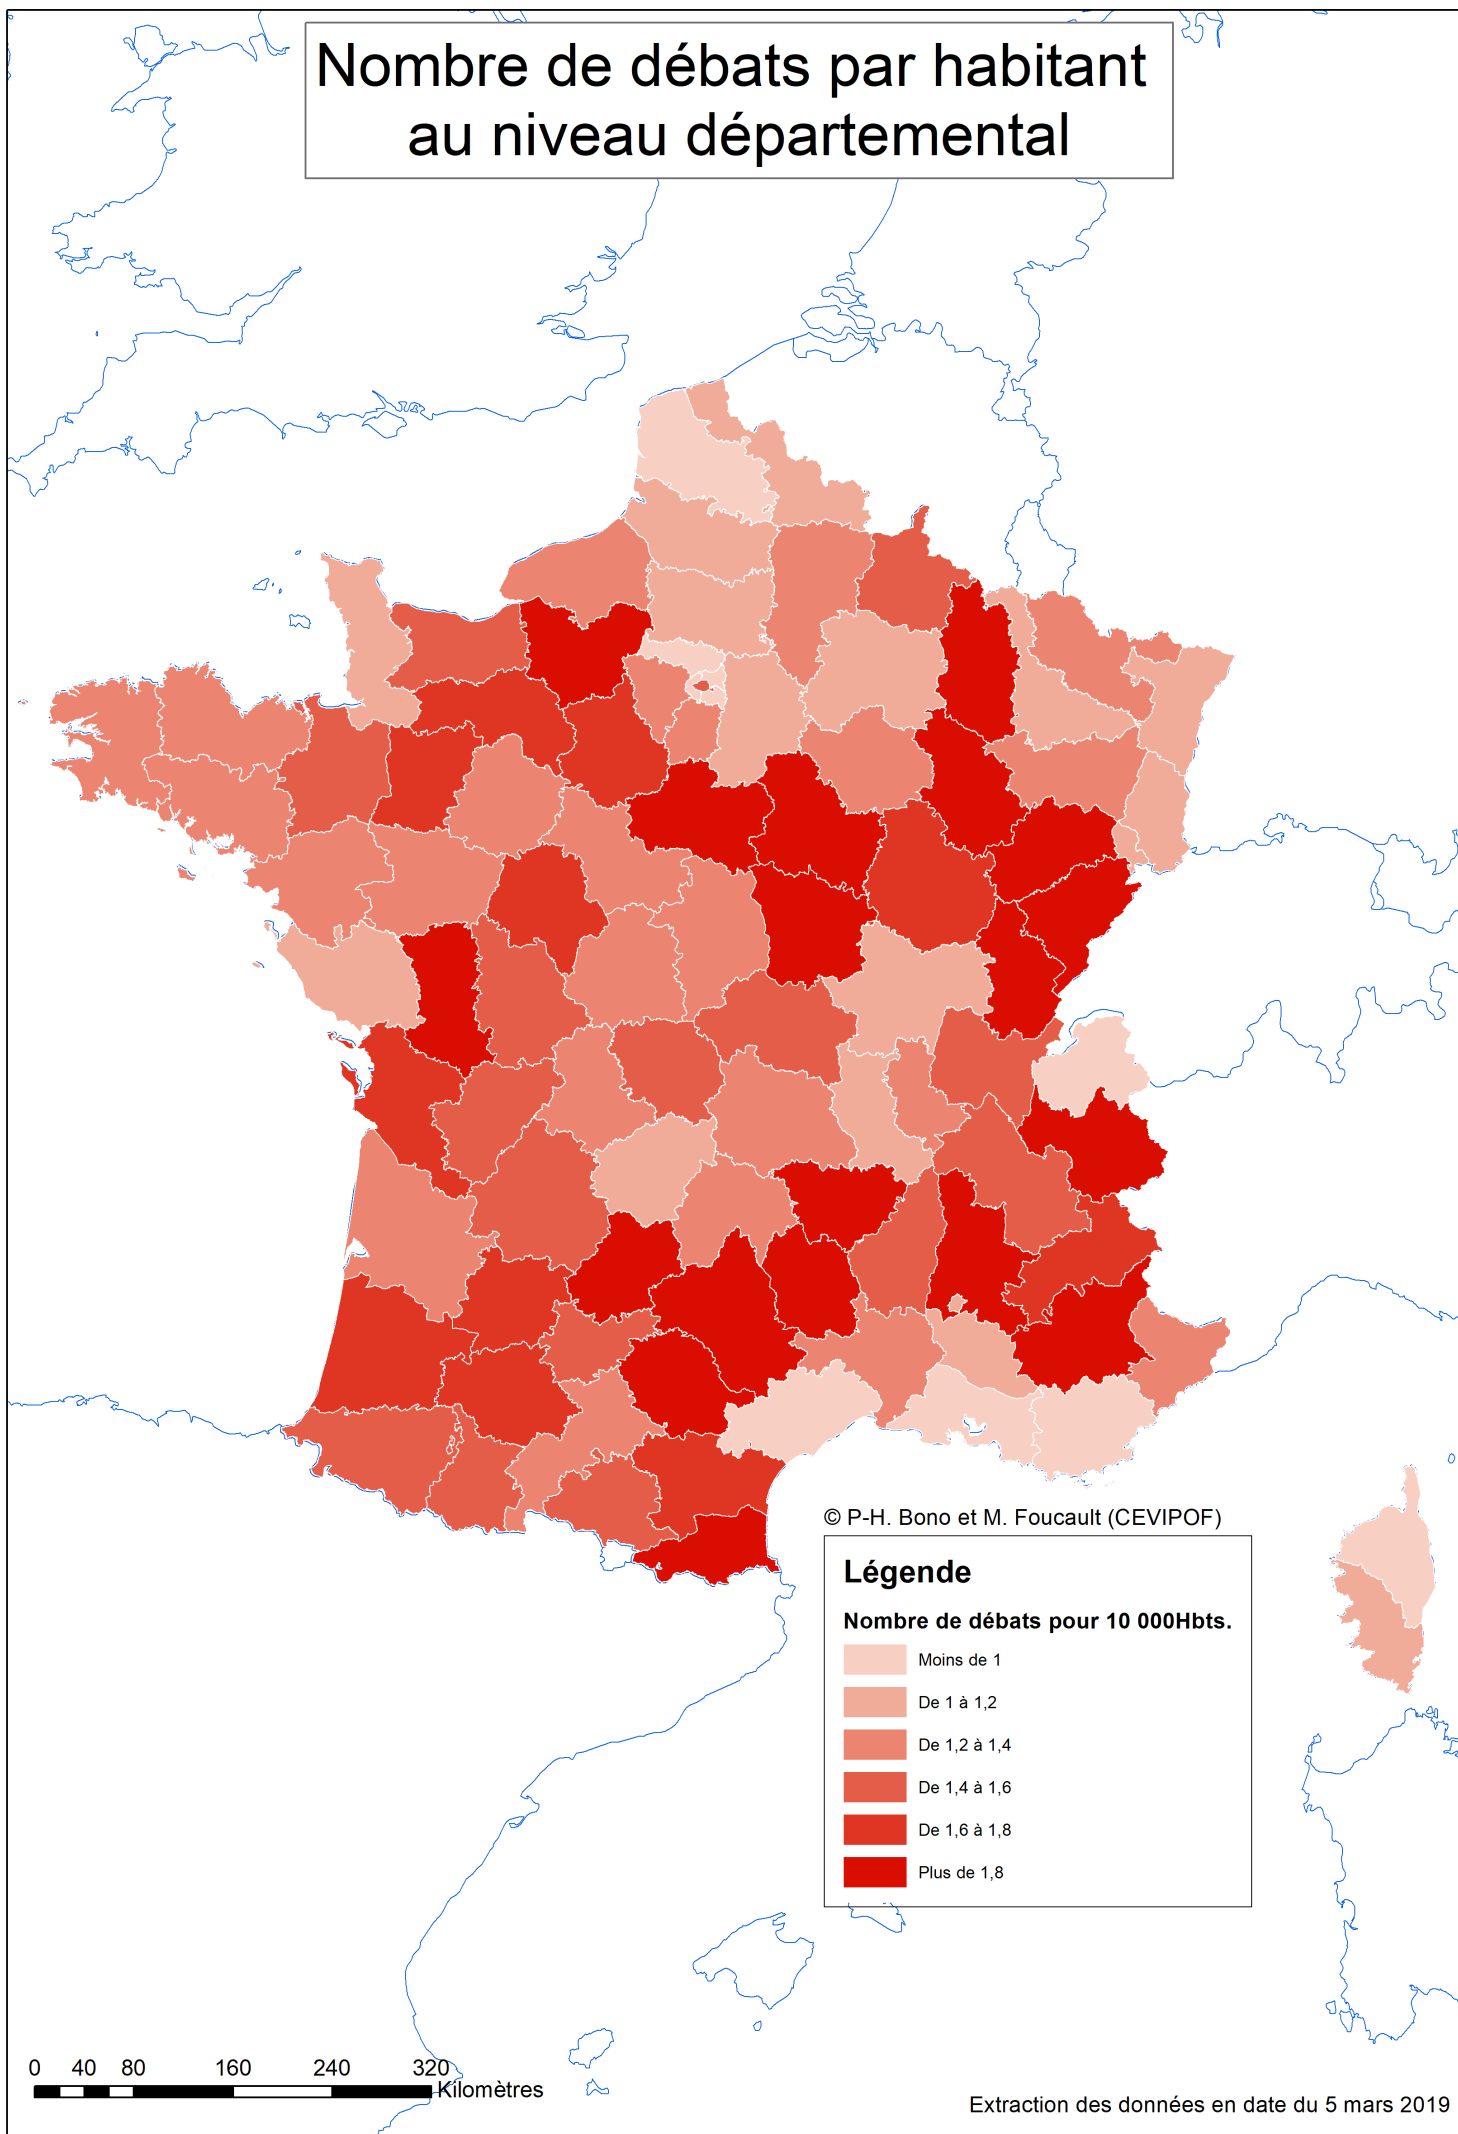 Nombre de débats par habitant
au niveau départemental
© P-H. Bono et M. Foucault (CEVIPOF)
Légende
Nombre de débats pour 10 000Hbts.
Moins de 1
De 1 à 1,2
De 1,2 à 1,4
De 1,4 à 1,6
De 1,6 à 1,8
Plus de 1,8
0 40 80 160 240 320
Kilomètres
Extraction des données en date du 5 mars 2019